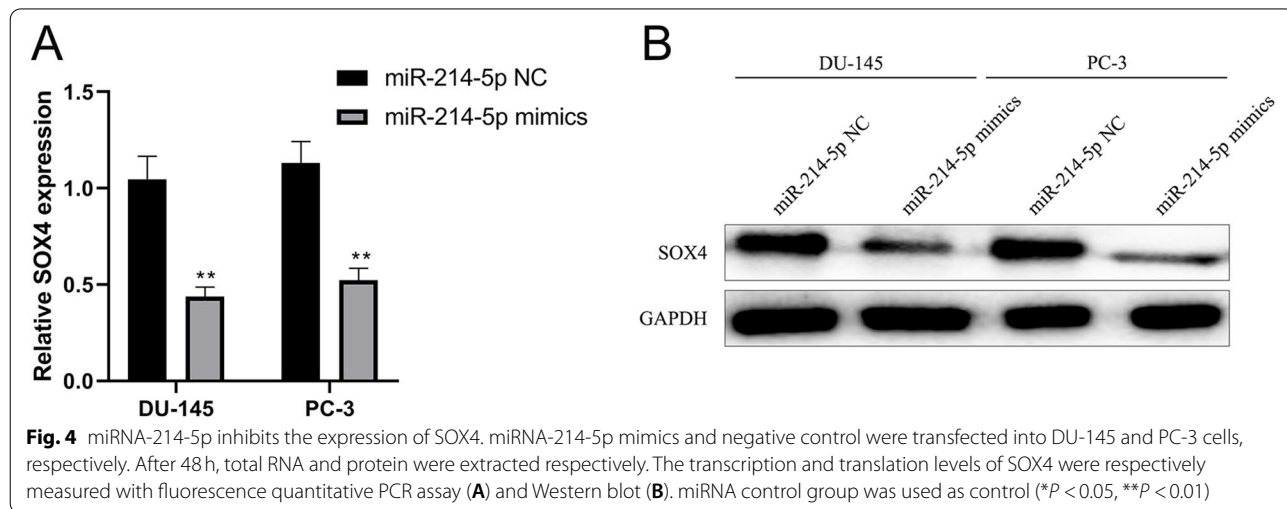 A
miR-214-5p NC
miR-214-5p mimics
Relative SOX4 expression
1.5
1.0
0.5
0.0
**
**
DU-145 PC-3
B
DU-145 PC-3
miR-214-5p NC
miR-214-5p mimics
miR-214-5p NC
miR-214-5p mimics
SOX4
GAPDH
Fig. 4 miRNA-214-5p inhibits the expression of SOX4. miRNA-214-5p mimics and negative control were transfected into DU-145 and PC-3 cells,
respectively. After 48 h, total RNA and protein were extracted respectively. The transcription and translation levels of SOX4 were respectively
measured with fluorescence quantitative PCR assay (A) and Western blot (B). miRNA control group was used as control (*P < 0.05, **P < 0.01)